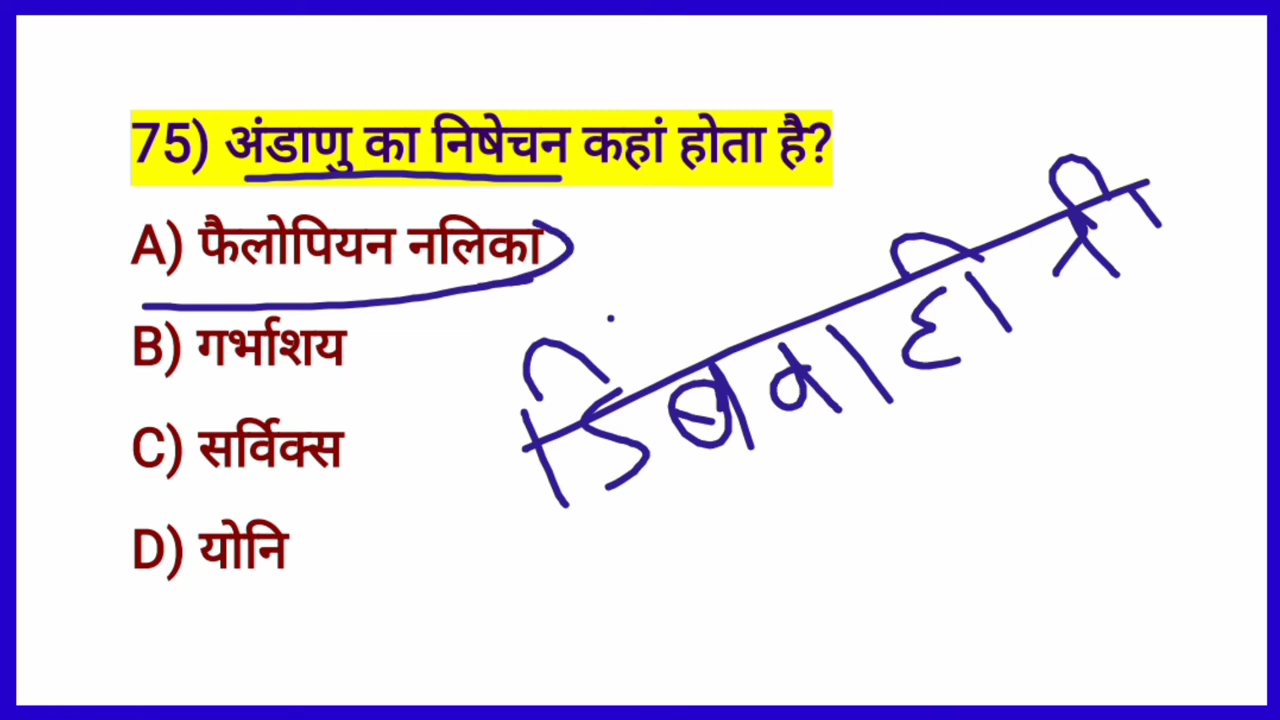 75) अंडाणु का निषेचन कहां होता है?
A) फैलोपियन नलिका
B) गर्भाशय
C) सर्विक्स
D) योनि